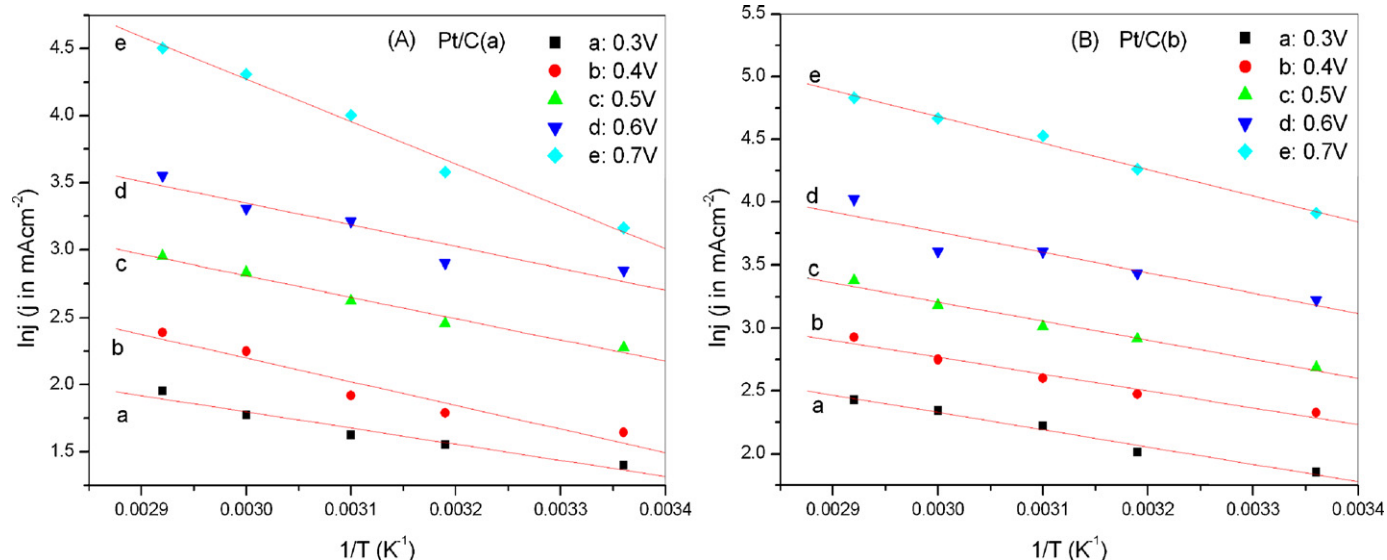 (A) Pt/C(a)
a: 0.3V
b: 0.4V
c: 0.5V
d: 0.6V
e: 0.7V
e
d
c
b
a
4.5
4.0
3.5
3.0
2.5
2.0
1.5
lnj (j in mAcm⁻²)
0.0029 0.0030 0.0031 0.0032 0.0033 0.0034
1/T (K⁻¹)
(B) Pt/C(b)
a: 0.3V
b: 0.4V
c: 0.5V
d: 0.6V
e: 0.7V
e
d
c
b
a
5.0
4.5
4.0
3.5
3.0
2.5
2.0
lnj (j in mAcm⁻²)
0.0029 0.0030 0.0031 0.0032 0.0033 0.0034
1/T (K⁻¹)